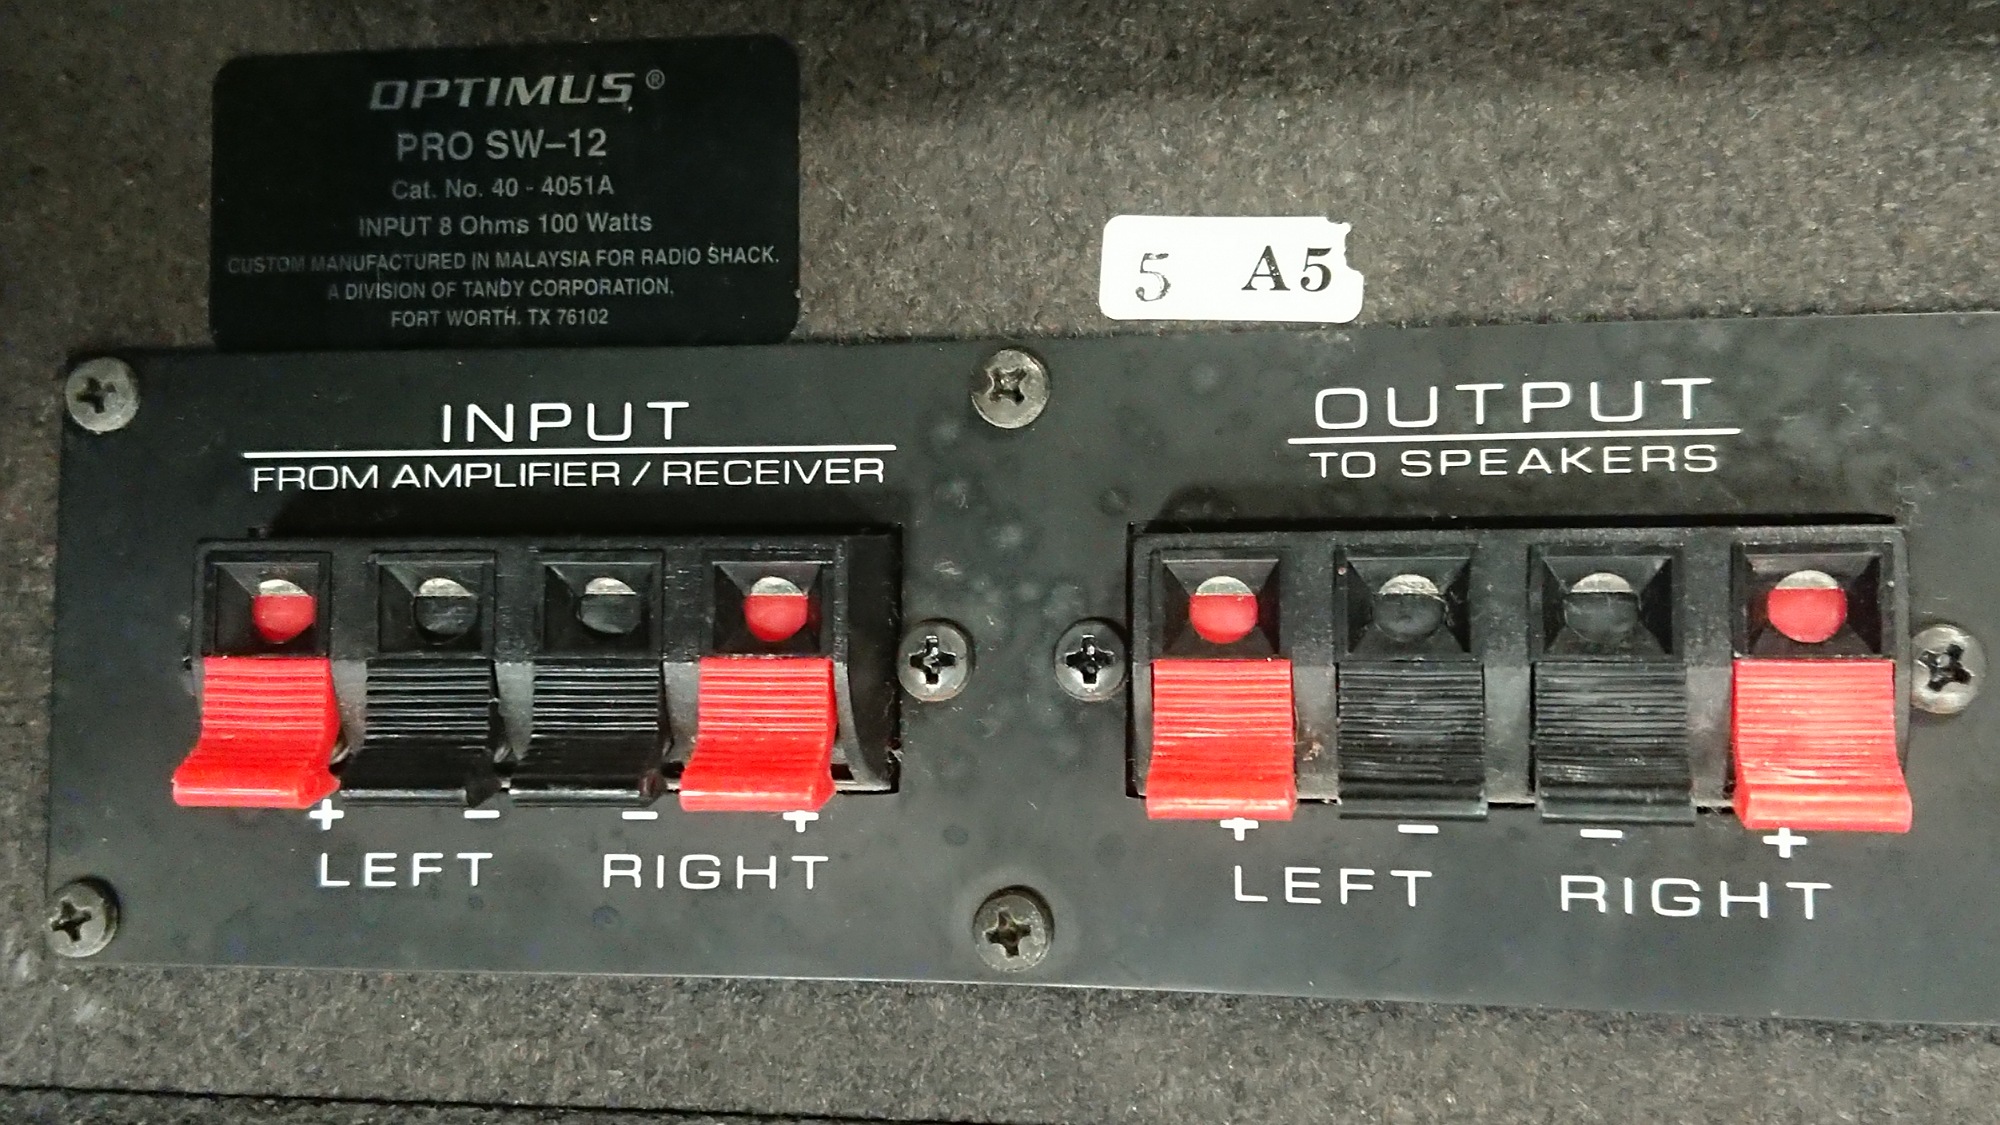 OPTIMUS®
PRO SW–12
Cat. No. 40 - 4051A
INPUT 8 Ohms 100 Watts
CUSTOM MANUFACTURED IN MALAYSIA FOR RADIO SHACK.
A DIVISION OF TANDY CORPORATION,
FORT WORTH. TX 76102
5 A5
INPUT
FROM AMPLIFIER / RECEIVER
+ – – +
LEFT RIGHT
OUTPUT
TO SPEAKERS
+ – – +
LEFT RIGHT